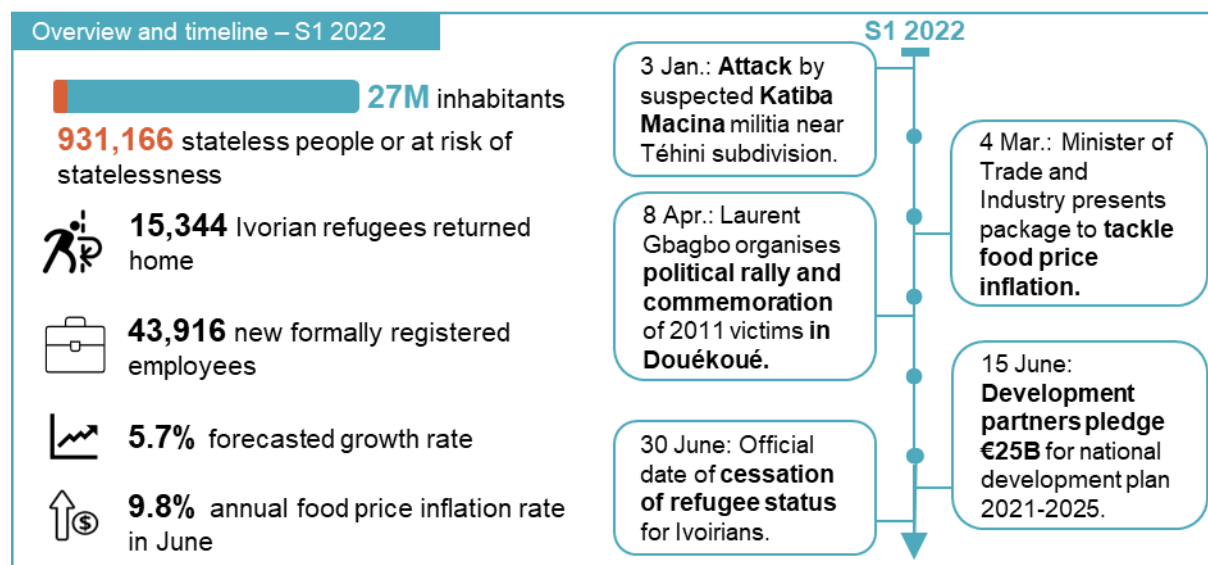 Overview and timeline – S1 2022
27M inhabitants
931,166 stateless people or at risk of
statelessness
15,344 Ivorian refugees returned
home
43,916 new formally registered
employees
5.7% forecasted growth rate
9.8% annual food price inflation rate
in June
S1 2022
3 Jan.: Attack by
suspected Katiba
Macina militia near
Téhini subdivision.
4 Mar.: Minister of
Trade and
Industry presents
package to tackle
food price
inflation.
8 Apr.: Laurent
Gbagbo organises
political rally and
commemoration
of 2011 victims in
Douékoué.
15 June:
Development
partners pledge
€25B for national
development plan
2021-2025.
30 June: Official
date of cessation
of refugee status
for Ivoirians.